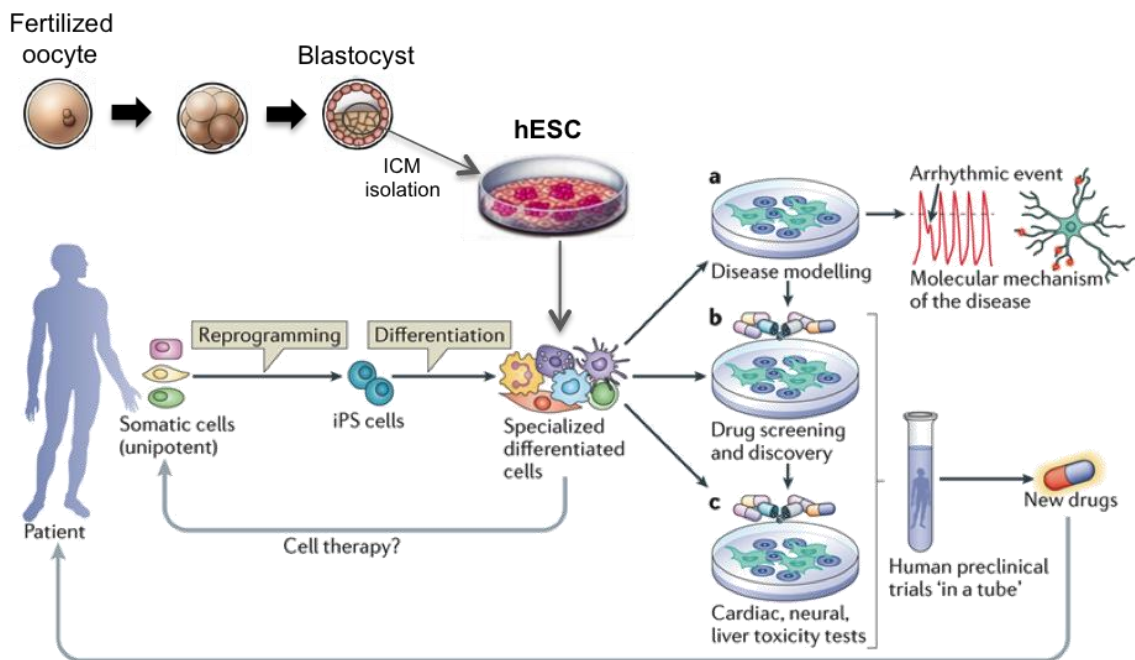 Fertilized
oocyte
Blastocyst
ICM
isolation
hESC
a
Disease modelling
Arrhythmic event
Molecular mechanism
of the disease
Reprogramming
Differentiation
Somatic cells
(unipotent)
iPS cells
Specialized
differentiated
cells
b
Drug screening
and discovery
c
Cardiac, neural,
liver toxicity tests
Human preclinical
trials 'in a tube'
New drugs
Patient
Cell therapy?